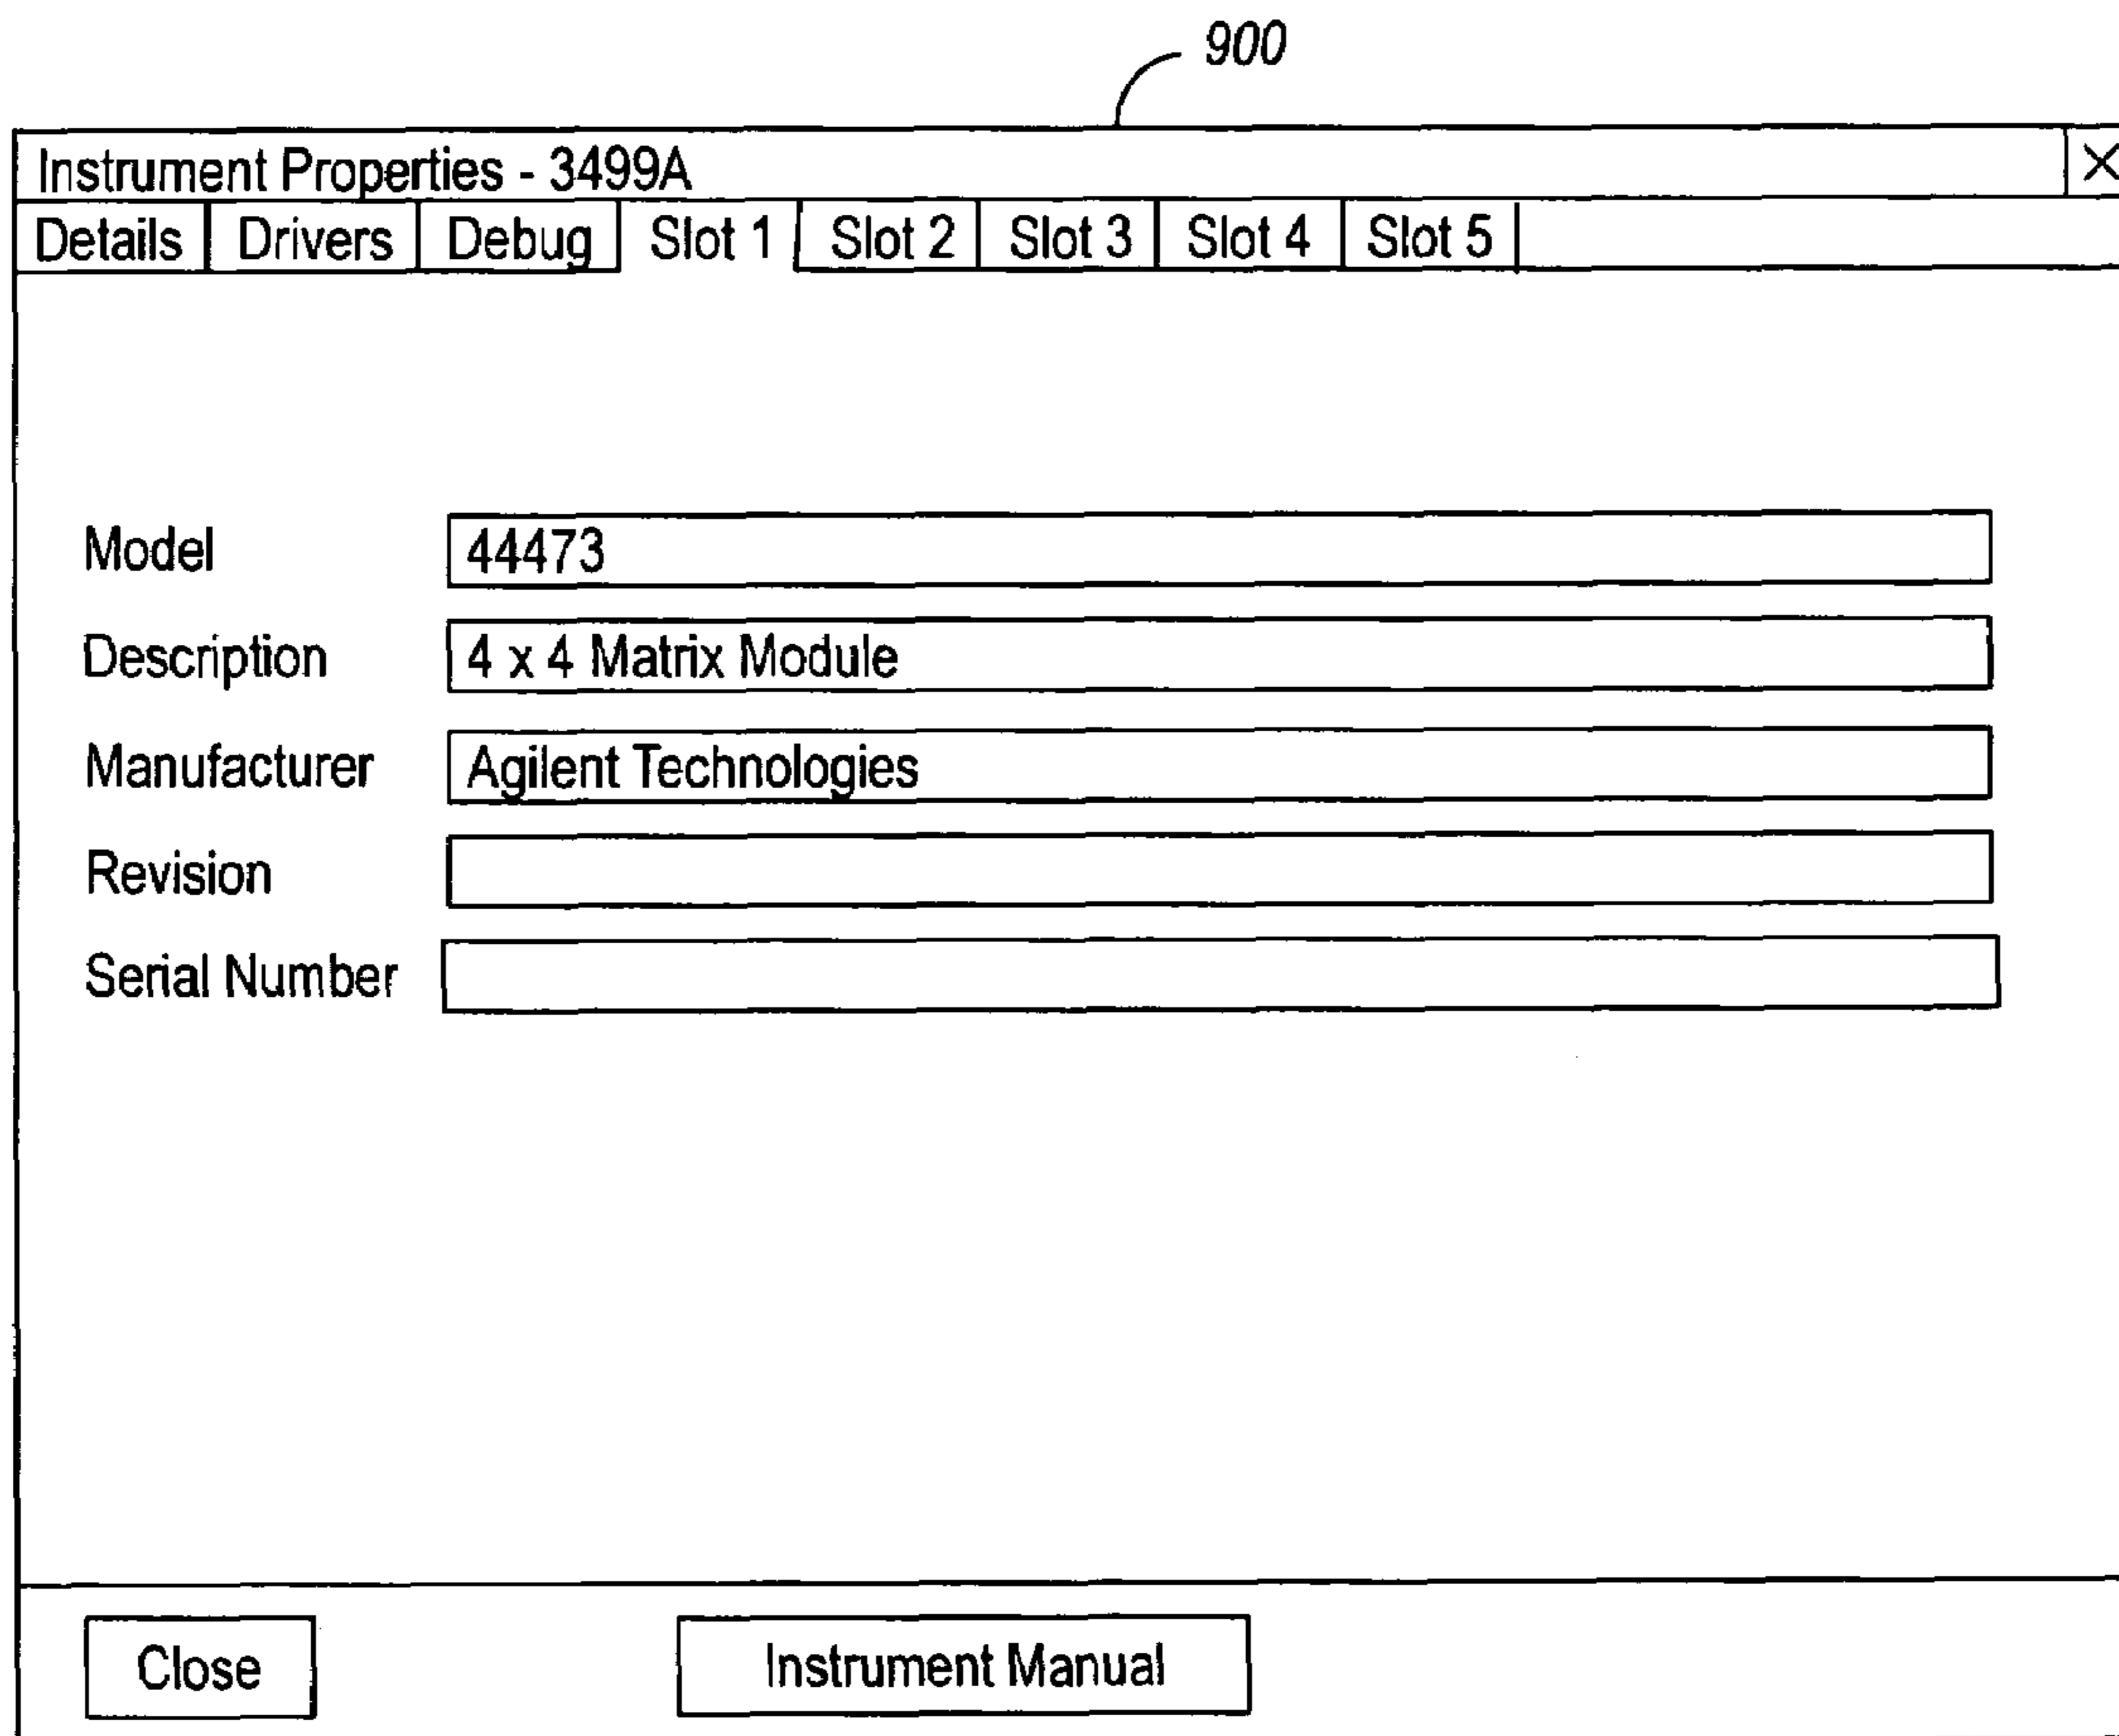 900
Instrument Properties - 3499A X
Details Drivers Debug Slot 1 Slot 2 Slot 3 Slot 4 Slot 5
Model 44473
Description 4 x 4 Matrix Module
Manufacturer Agilent Technologies
Revision
Serial Number
Close Instrument Manual